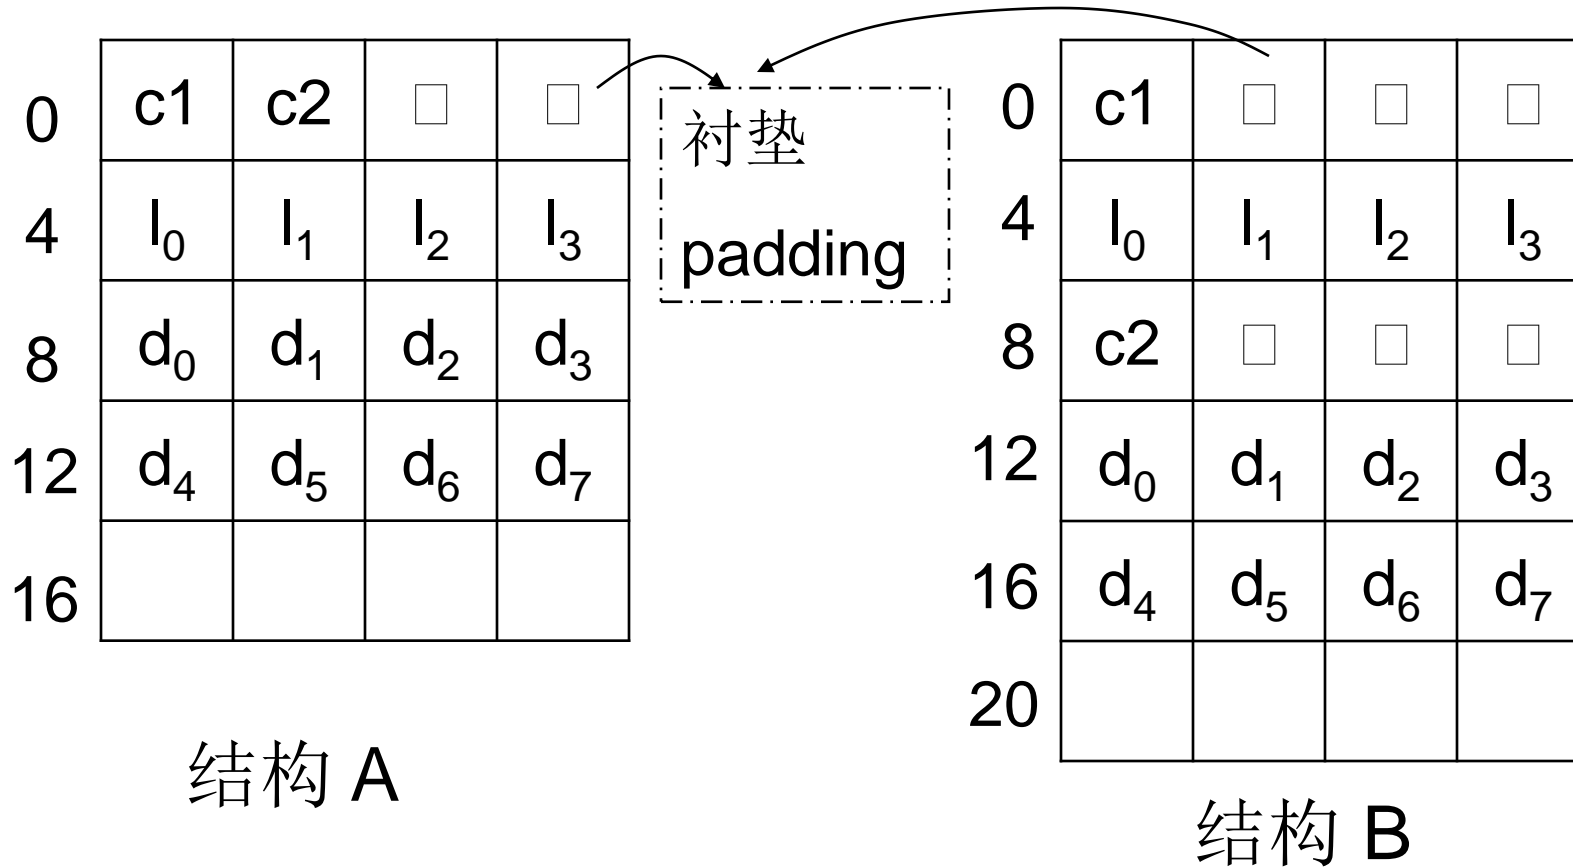 0 c1 c2 □ □
4 l₀ l₁ l₂ l₃
8 d₀ d₁ d₂ d₃
12 d₄ d₅ d₆ d₇
16
结构 A
衬垫
padding
0 c1 □ □ □
4 l₀ l₁ l₂ l₃
8 c2 □ □ □
12 d₀ d₁ d₂ d₃
16 d₄ d₅ d₆ d₇
20
结构 B